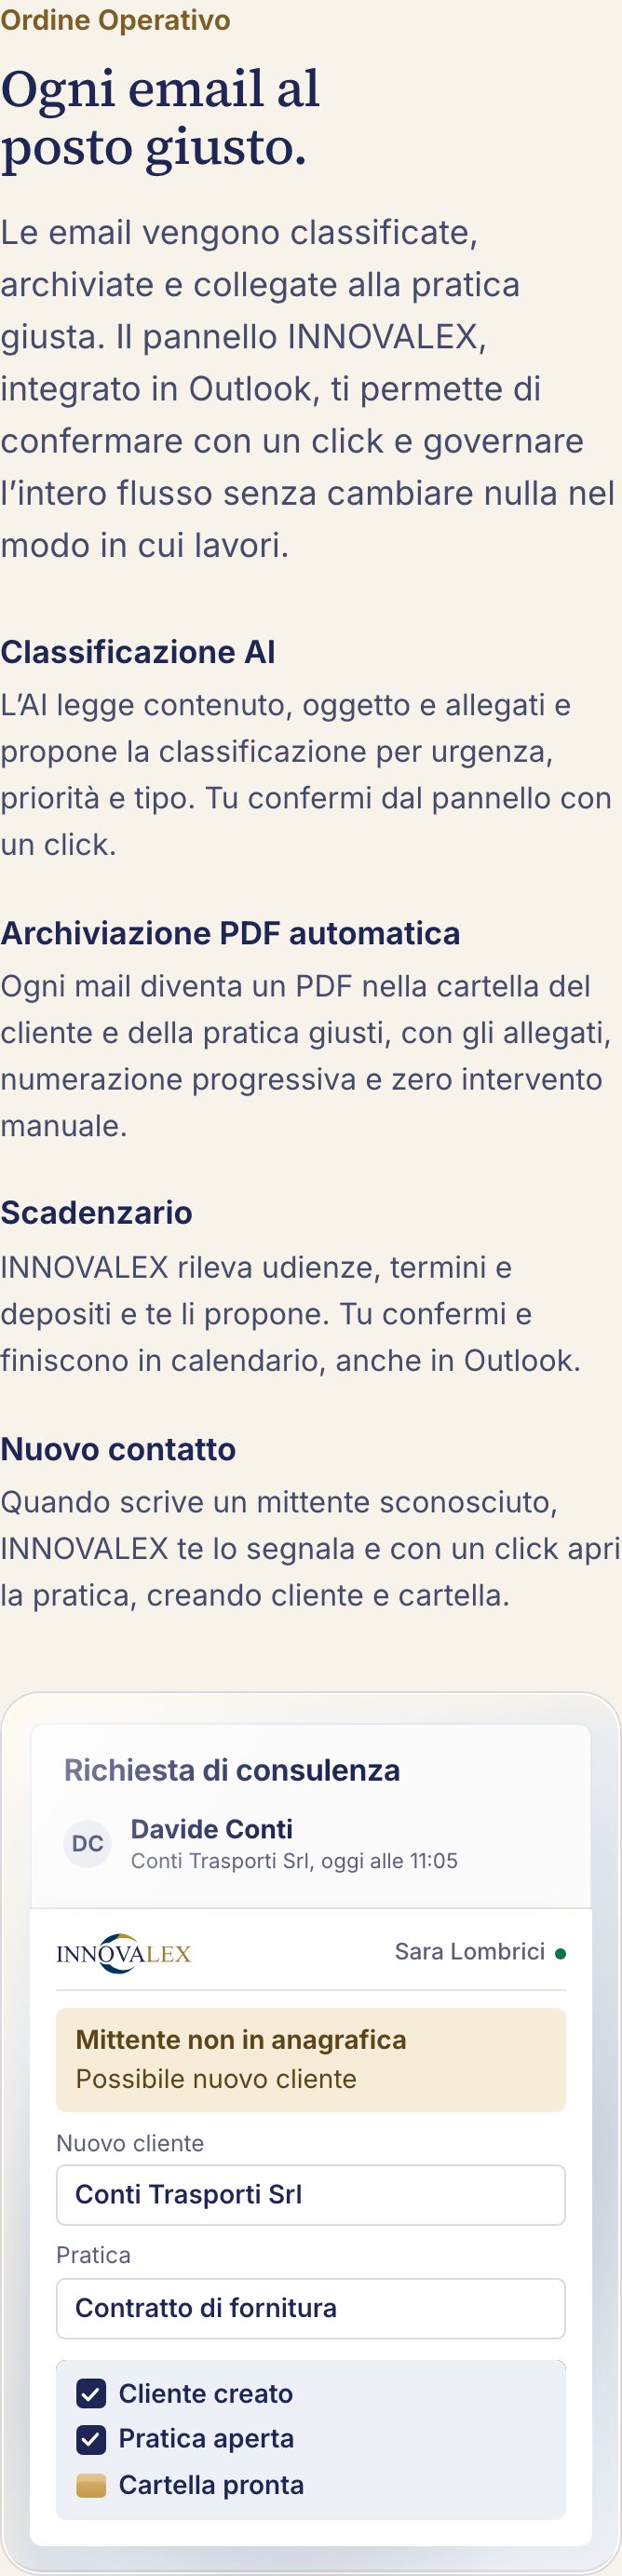 Ordine Operativo
Ogni email al
posto giusto.
Le email vengono classificate,
archiviate e collegate alla pratica
giusta. Il pannello INNOVALEX,
integrato in Outlook, ti permette di
confermare con un click e governare
l’intero flusso senza cambiare nulla nel
modo in cui lavori.
Classificazione AI
L’AI legge contenuto, oggetto e allegati e
propone la classificazione per urgenza,
priorità e tipo. Tu confermi dal pannello con
un click.
Archiviazione PDF automatica
Ogni mail diventa un PDF nella cartella del
cliente e della pratica giusti, con gli allegati,
numerazione progressiva e zero intervento
manuale.
Scadenzario
INNOVALEX rileva udienze, termini e
depositi e te li propone. Tu confermi e
finiscono in calendario, anche in Outlook.
Nuovo contatto
Quando scrive un mittente sconosciuto,
INNOVALEX te lo segnala e con un click apri
la pratica, creando cliente e cartella.
Richiesta di consulenza
DC
Davide Conti
Conti Trasporti Srl, oggi alle 11:05
INNOVALEX
Sara Lombrici
Mittente non in anagrafica
Possibile nuovo cliente
Nuovo cliente
Conti Trasporti Srl
Pratica
Contratto di fornitura
Cliente creato
Pratica aperta
Cartella pronta